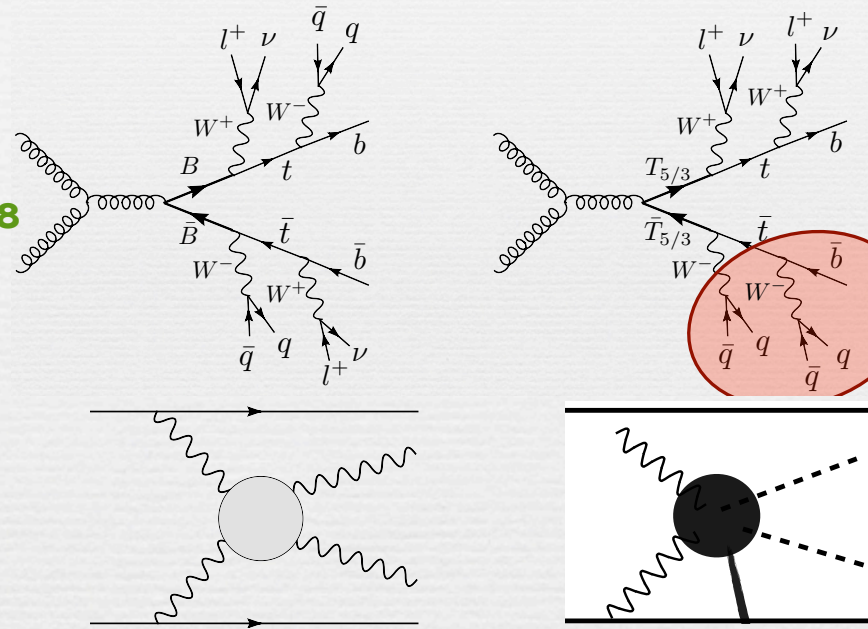 q̄ q
l⁺ ν
W⁺ W⁻
B t b
8
B̄ t̄ b̄
W⁻ W⁺
q̄ q
l⁺ ν
l⁺ ν l⁺ ν
W⁺ W⁺
T₅/₃ t b
T̄₅/₃ t̄ b̄
W⁻ W⁻
q̄ q
q̄ q